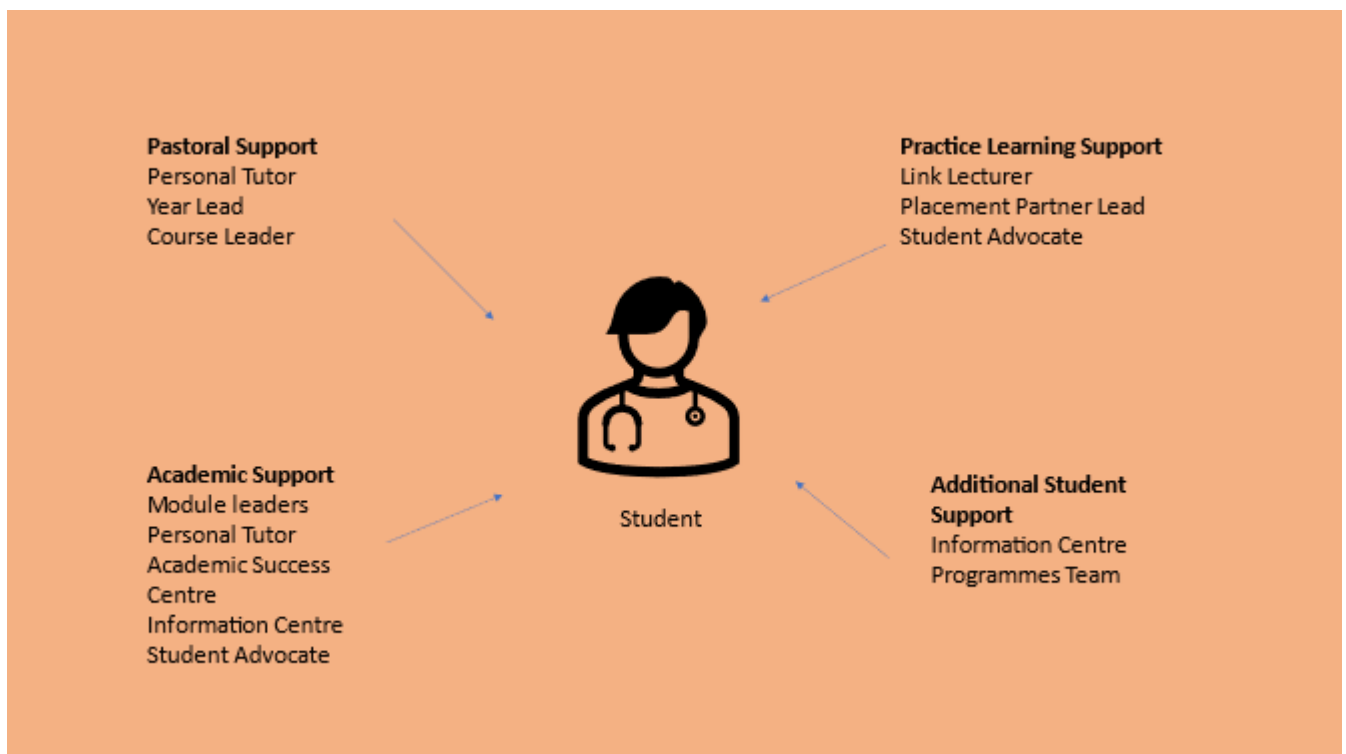 Pastoral Support
Personal Tutor
Year Lead
Course Leader
Practice Learning Support
Link Lecturer
Placement Partner Lead
Student Advocate
Student
Academic Support
Module leaders
Personal Tutor
Academic Success
Centre
Information Centre
Student Advocate
Additional Student
Support
Information Centre
Programmes Team